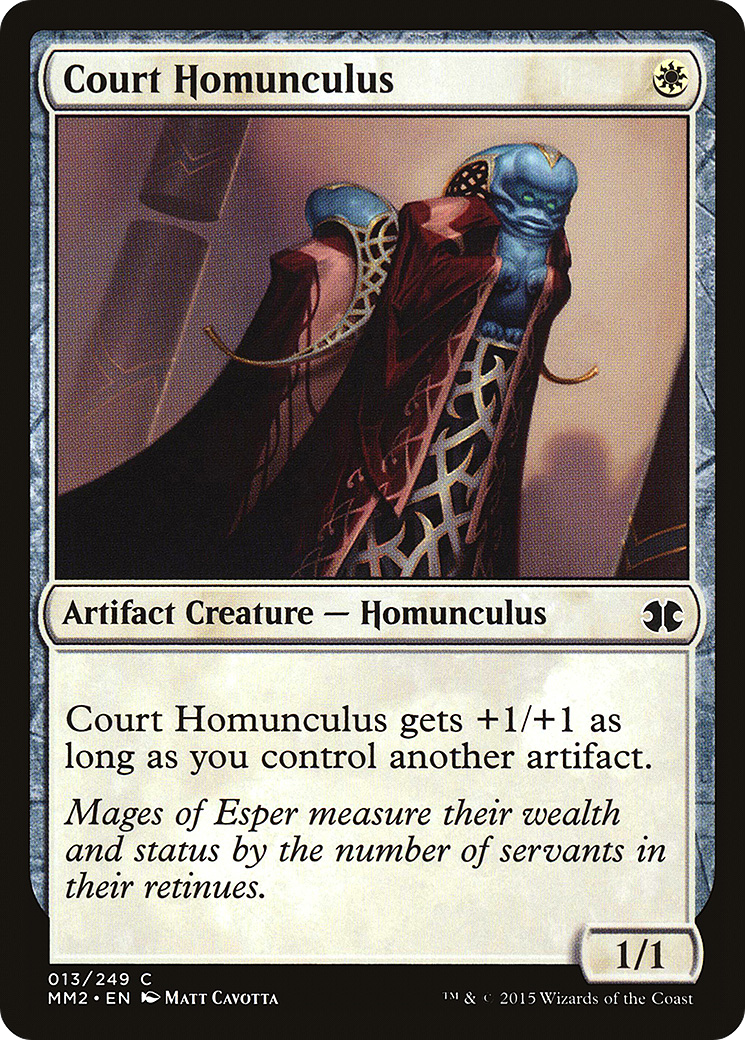 Court Homunculus
Artifact Creature — Homunculus
Court Homunculus gets +1/+1 as
long as you control another artifact.
Mages of Esper measure their wealth
and status by the number of servants in
their retinues.
1/1
013/249 C
MM2 • EN Matt Cavotta
™ & © 2015 Wizards of the Coast